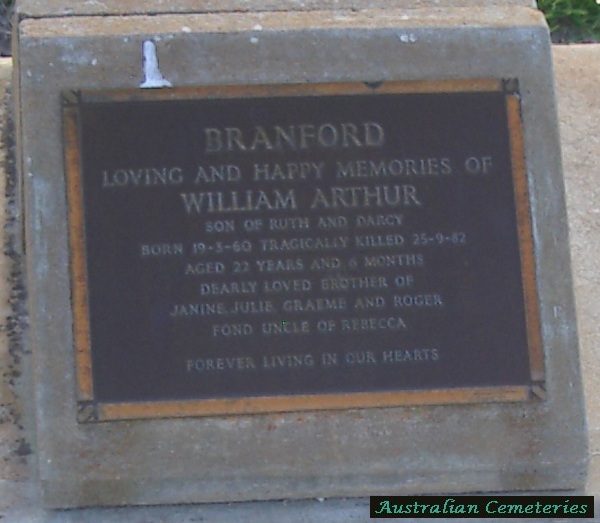 BRANFORD
LOVING AND HAPPY MEMORIES OF
WILLIAM ARTHUR
SON OF RUTH AND DARCY
BORN 19-3-60 TRAGICALLY KILLED 25-9-82
AGED 22 YEARS AND 6 MONTHS
DEARLY LOVED BROTHER OF
JANINE, JULIE, GRAEME AND ROGER
FOND UNCLE OF REBECCA
FOREVER LIVING IN OUR HEARTS
Australian Cemeteries